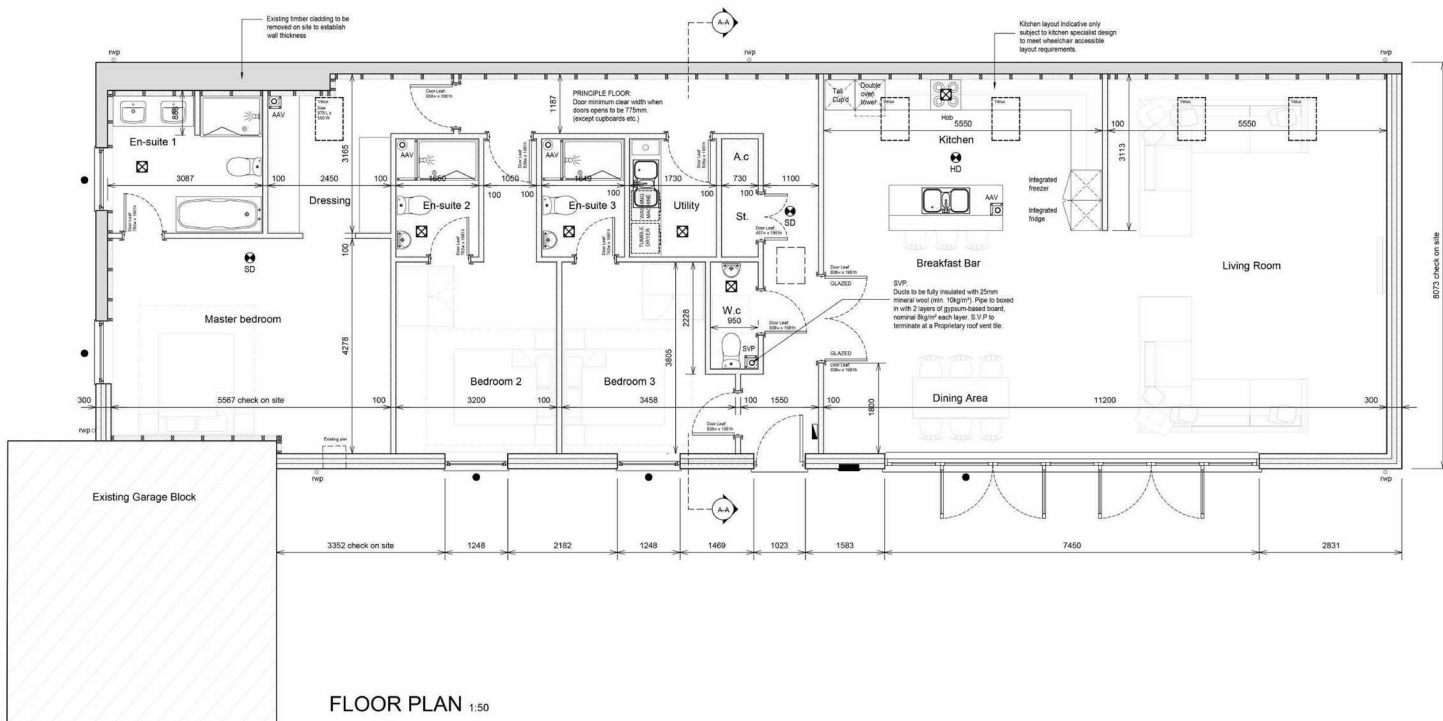 Existing timber cladding to be
removed on site to establish
wall thickness
A-A
Kitchen layout indicative only
subject to kitchen specialist design
to meet wheelchair accessible
layout requirements.
rwp
rwp
rwp
PRINCIPLE FLOOR:
Door minimum clear width when
doors opens to be 775mm.
(except cupboards etc.)
1187
Tall
Cup'd
Double
oven
tower
Hob
Velux
Velux
Velux
Velux
Velux
AAV
En-suite 1
3087
100
2450
100
3165
Dressing
AAV
En-suite 2
1650
1050
100
100
AAV
En-suite 3
1649
100
1730
100
Utility
WASHING
MACHINE
TUMBLE
DRYER
A.c
730
100
1100
St.
SD
5550
Kitchen
HD
100
3113
5550
Integrated
freezer
Integrated
fridge
AAV
Breakfast Bar
Living Room
8073 check on site
SD
Master bedroom
100
4278
W.c
950
SVP
2228
3805
GLAZED
GLAZED
SVP:
Ducts to be fully insulated with 25mm
mineral wool (min. 10kg/m³). Pipe to boxed
in with 2 layers of gypsum-based board,
nominal 8kg/m² each layer. S.V.P to
terminate at a Proprietary roof vent tile.
Bedroom 2
Bedroom 3
Dining Area
1800
300
5567 check on site
100
3200
100
3458
100
1550
100
11200
300
rwp
Existing pier
rwp
rwp
Existing Garage Block
A-A
3352 check on site
1248
2182
1248
1469
1023
1583
7450
2831
FLOOR PLAN 1:50